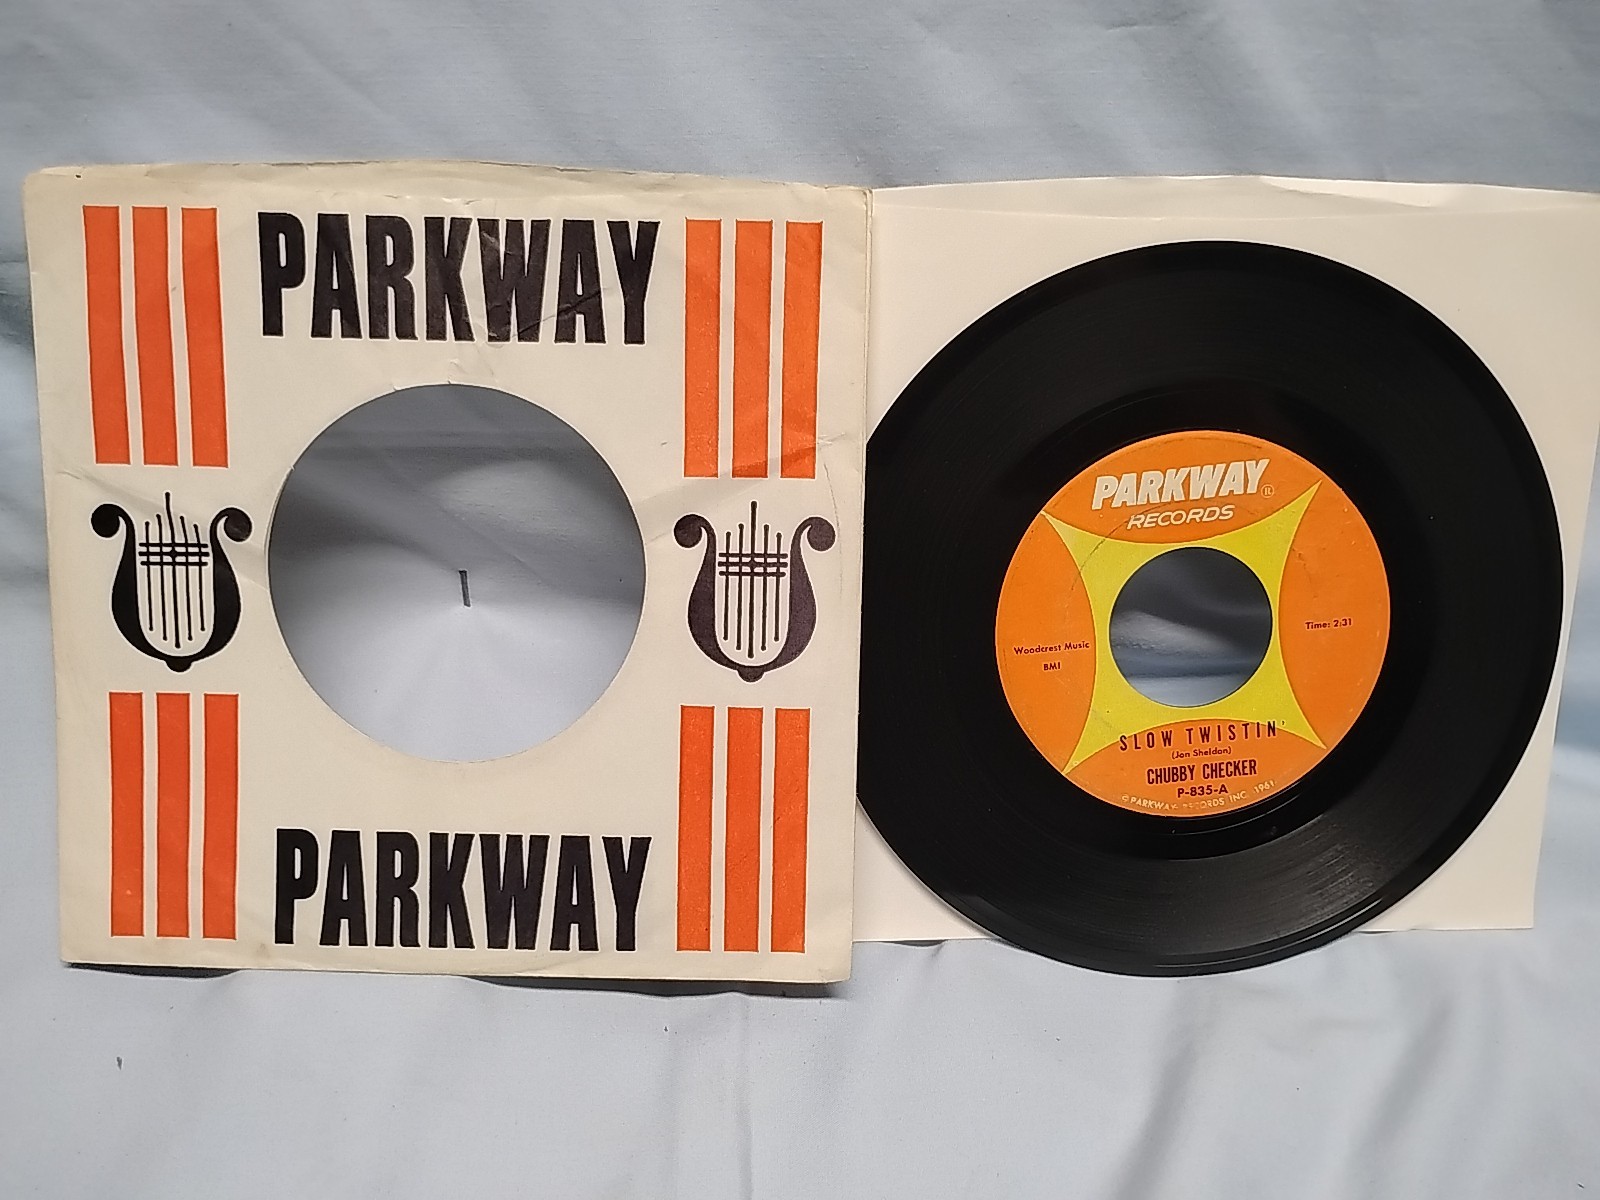 PARKWAY
PARKWAY
PARKWAY ®
RECORDS
Woodcrest Music
BMI
Time: 2:31
SLOW TWISTIN'
(Jon Sheldon)
CHUBBY CHECKER
P-835-A
© PARKWAY RECORDS INC. 1961